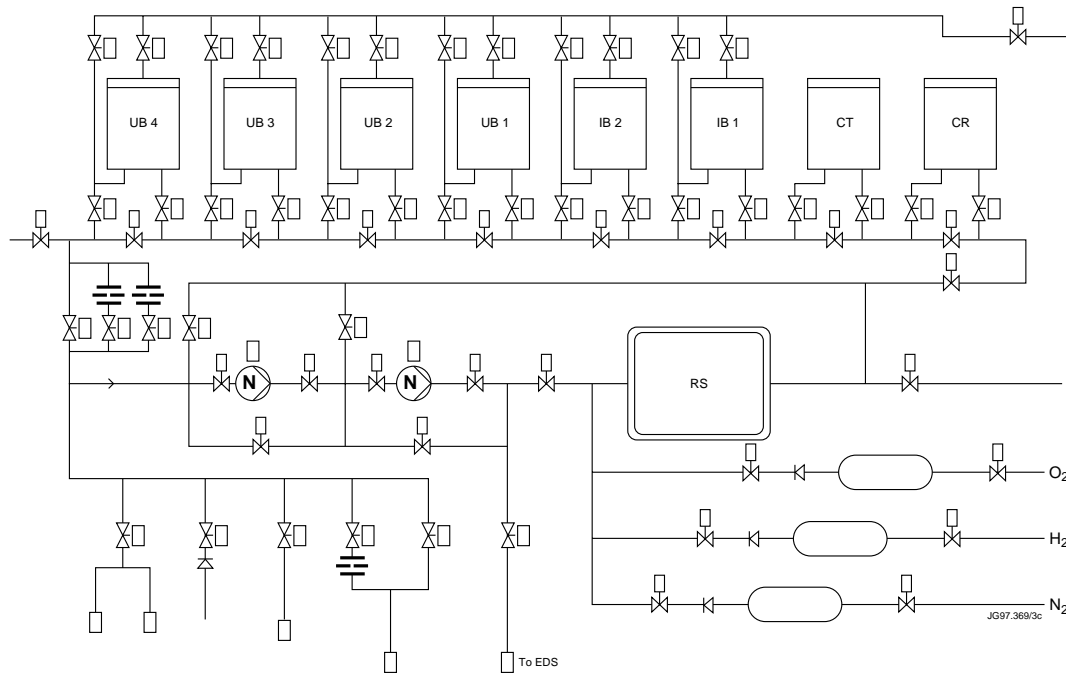 UB 4
UB 3
UB 2
UB 1
IB 2
IB 1
CT
CR
N
N
RS
O₂
H₂
N₂
JG97.369/3c
To EDS